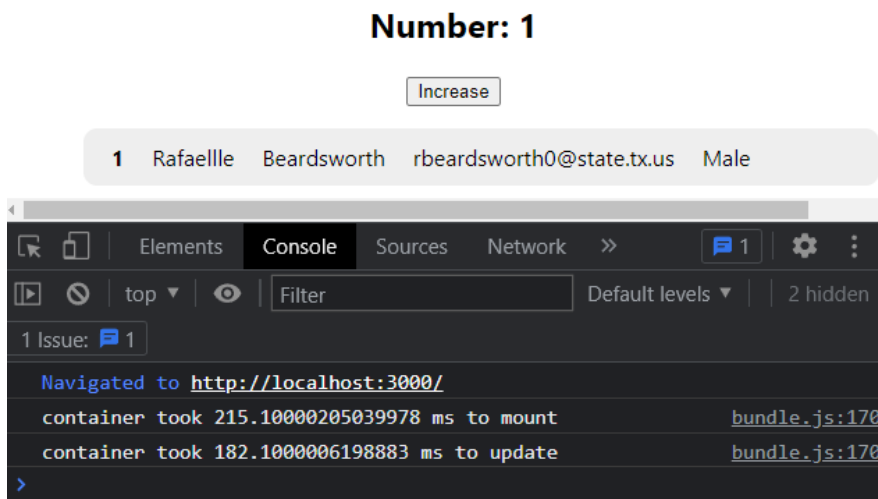 Number: 1
Increase
1 Rafaellle Beardsworth rbeardsworth0@state.tx.us Male
Elements Console Sources Network » 1
top ▼ Filter Default levels ▼ 2 hidden
1 Issue: 1
Navigated to http://localhost:3000/
container took 215.10000205039978 ms to mount bundle.js:170
container took 182.1000006198883 ms to update bundle.js:170
>